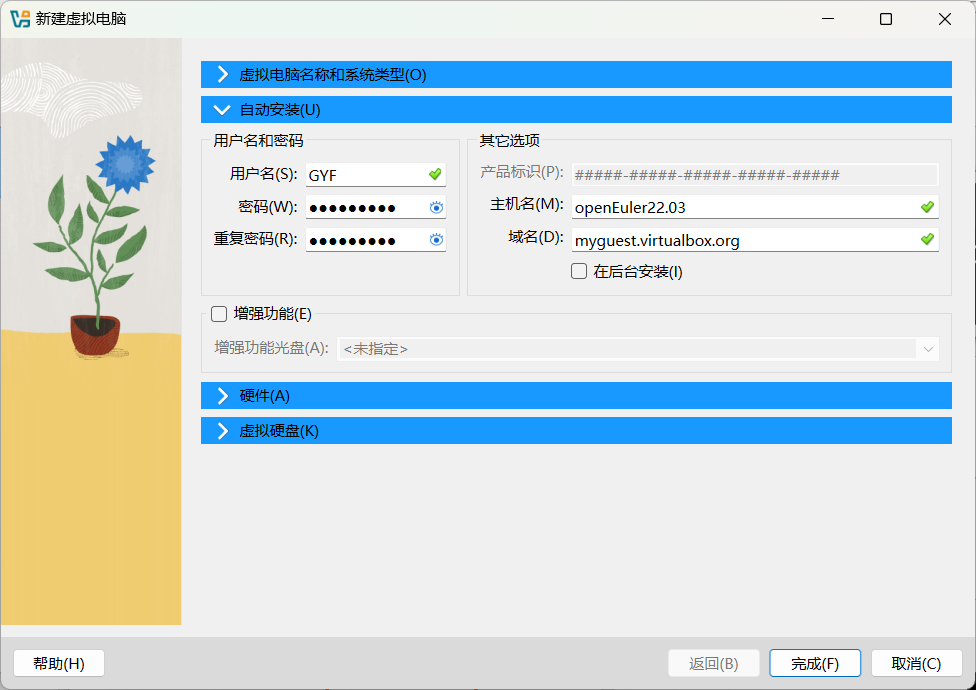 新建虚拟电脑
虚拟电脑名称和系统类型(O)
自动安装(U)
用户名和密码
用户名(S): GYF
密码(W): ●●●●●●●●●
重复密码(R): ●●●●●●●●●
其它选项
产品标识(P): #####-#####-#####-#####-#####
主机名(M): openEuler22.03
域名(D): myguest.virtualbox.org
在后台安装(I)
增强功能(E)
增强功能光盘(A): <未指定>
硬件(A)
虚拟硬盘(K)
帮助(H) 返回(B) 完成(F) 取消(C)